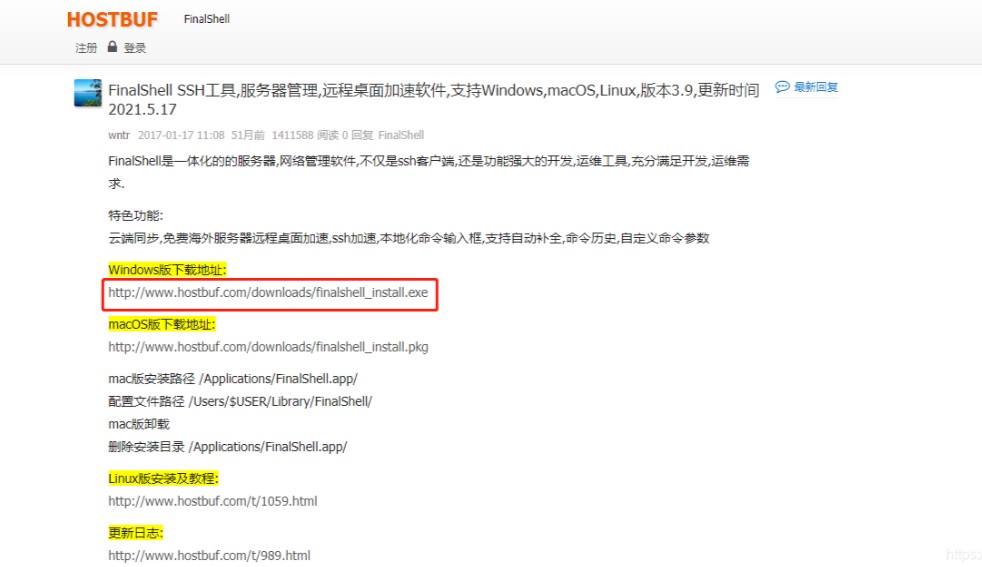 HOSTBUF FinalShell
注册 登录
FinalShell SSH工具,服务器管理,远程桌面加速软件,支持Windows,macOS,Linux,版本3.9,更新时间
2021.5.17
最新回复
wntr 2017-01-17 11:08 51月前 1411588 阅读 0 回复 FinalShell
FinalShell是一体化的的服务器,网络管理软件,不仅是ssh客户端,还是功能强大的开发,运维工具,充分满足开发,运维需
求.
特色功能:
云端同步,免费海外服务器远程桌面加速,ssh加速,本地化命令输入框,支持自动补全,命令历史,自定义命令参数
Windows版下载地址:
http://www.hostbuf.com/downloads/finalshell_install.exe
macOS版下载地址:
http://www.hostbuf.com/downloads/finalshell_install.pkg
mac版安装路径 /Applications/FinalShell.app/
配置文件路径 /Users/$USER/Library/FinalShell/
mac版卸载
删除安装目录 /Applications/FinalShell.app/
Linux版安装及教程:
http://www.hostbuf.com/t/1059.html
更新日志:
http://www.hostbuf.com/t/989.html
https: